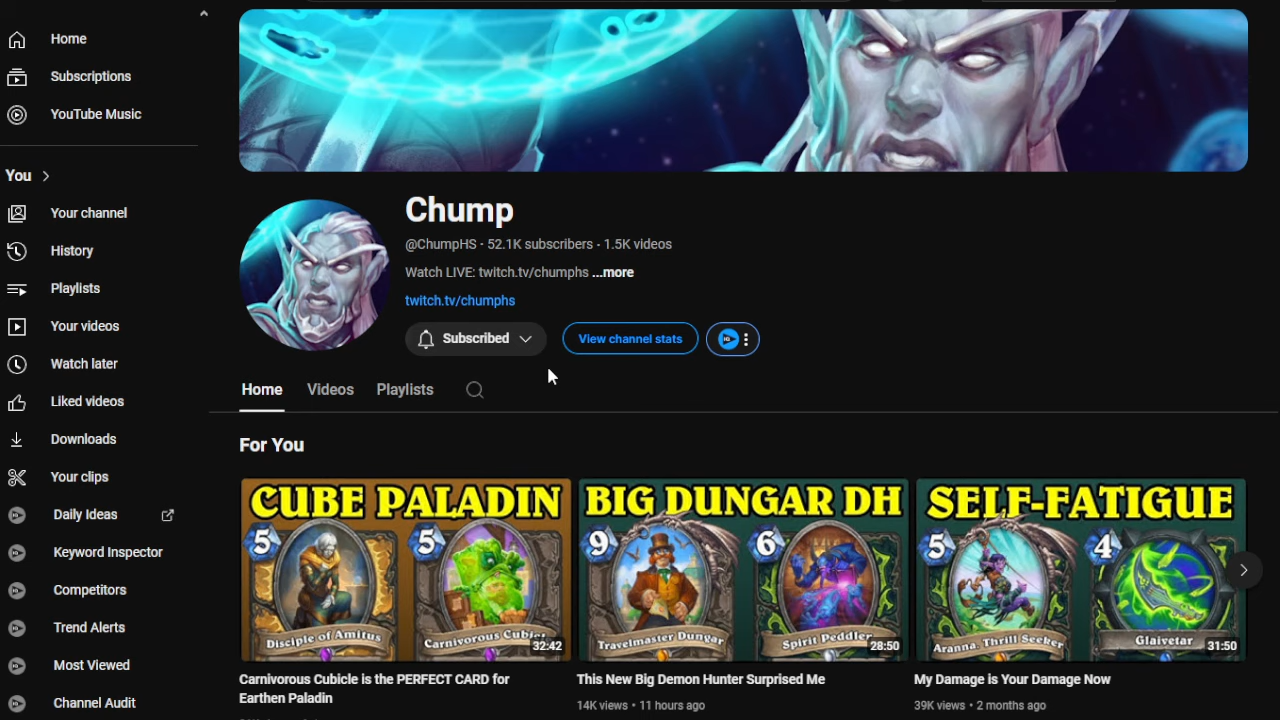 Home
Subscriptions
YouTube Music
You
Your channel
History
Playlists
Your videos
Watch later
Liked videos
Downloads
Your clips
Daily Ideas
Keyword Inspector
Competitors
Trend Alerts
Most Viewed
Channel Audit
Chump
@ChumpHS · 52.1K subscribers · 1.5K videos
Watch LIVE: twitch.tv/chumphs ...more
twitch.tv/chumphs
Subscribed
View channel stats
Home Videos Playlists
For You
CUBE PALADIN
5 5
Disciple of Amitus Carnivorous Cubicle
32:42
Carnivorous Cubicle is the PERFECT CARD for
Earthen Paladin
BIG DUNGAR DH
9 6
Travelmaster Dungar Spirit Peddler
28:50
This New Big Demon Hunter Surprised Me
14K views · 11 hours ago
SELF-FATIGUE
5 4
Aranna, Thrill Seeker Glaivetar
31:50
My Damage is Your Damage Now
39K views · 2 months ago